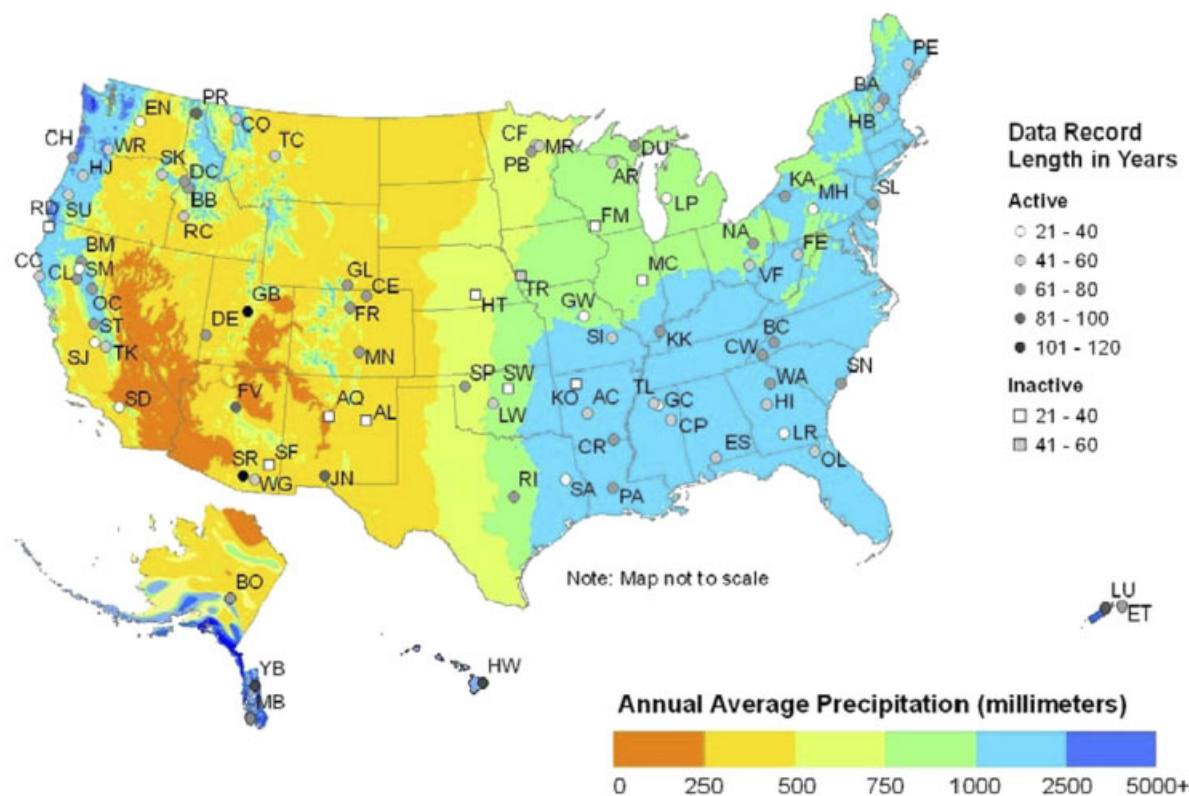 PE
BA
HB
EN
PR
CO
TC
CH
WR
HJ
SK
DC
BB
RC
SU
RD
CF
MR
PB
DU
AR
LP
FM
KA
MH
SL
NA
FE
VF
BM
CC
CL
SM
OC
ST
SJ
TK
GB
DE
GL
CE
FR
MN
HT
TR
MC
GW
SI
KK
BC
CW
SD
FV
AQ
AL
SP
SW
LW
KO
AC
TL
GC
CP
WA
SN
HI
CR
ES
LR
OL
SR
SF
WG
JN
RI
SA
PA
BO
YB
MB
HW
LU
ET
Note: Map not to scale
Data Record
Length in Years
Active
21 - 40
41 - 60
61 - 80
81 - 100
101 - 120
Inactive
21 - 40
41 - 60
Annual Average Precipitation (millimeters)
0 250 500 750 1000 2500 5000+